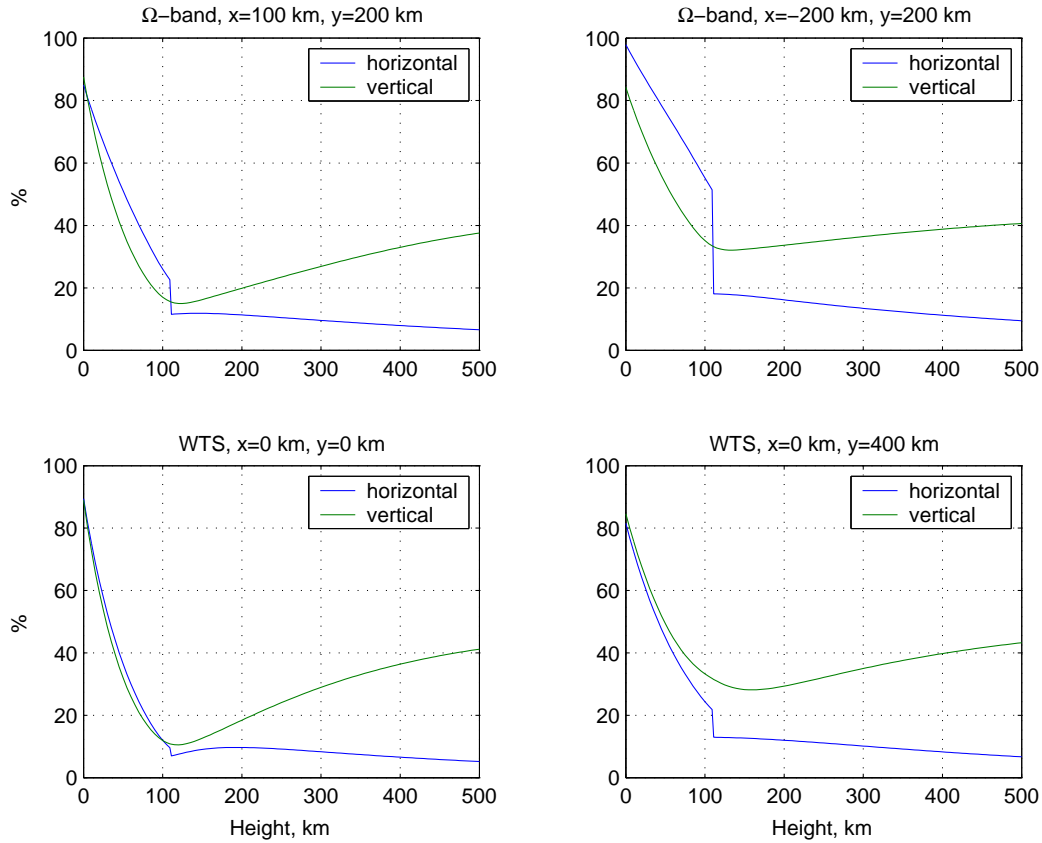 Ω−band, x=100 km, y=200 km
100
80
60
40
20
0
%
horizontal
vertical
0 100 200 300 400 500
Ω−band, x=−200 km, y=200 km
100
80
60
40
20
0
horizontal
vertical
0 100 200 300 400 500
WTS, x=0 km, y=0 km
100
80
60
40
20
0
%
horizontal
vertical
0 100 200 300 400 500
Height, km
WTS, x=0 km, y=400 km
100
80
60
40
20
0
horizontal
vertical
0 100 200 300 400 500
Height, km